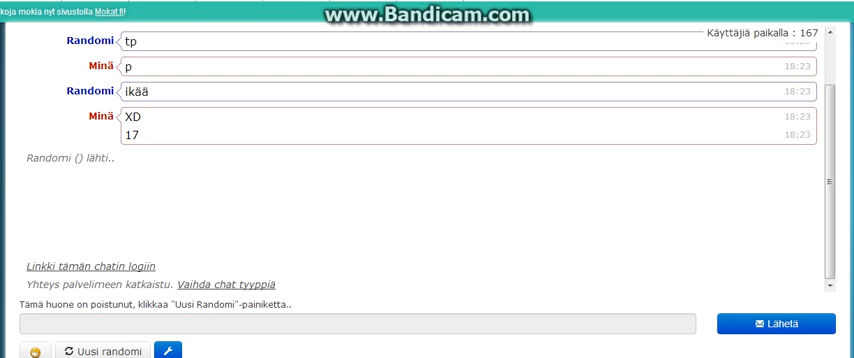 www.Bandicam.com
koja mokia nyt sivustolla Mokat.fi!
Käyttäjiä paikalla : 167
Randomi tp 18:23
Minä p 18:23
Randomi ikää 18:23
Minä XD 18:23
17 18:23
Randomi () lähti..
Linkki tämän chatin logiin
Yhteys palvelimeen katkaistu. Vaihda chat tyyppiä
Tämä huone on poistunut, klikkaa "Uusi Randomi"-painiketta..
Lähetä
Uusi randomi